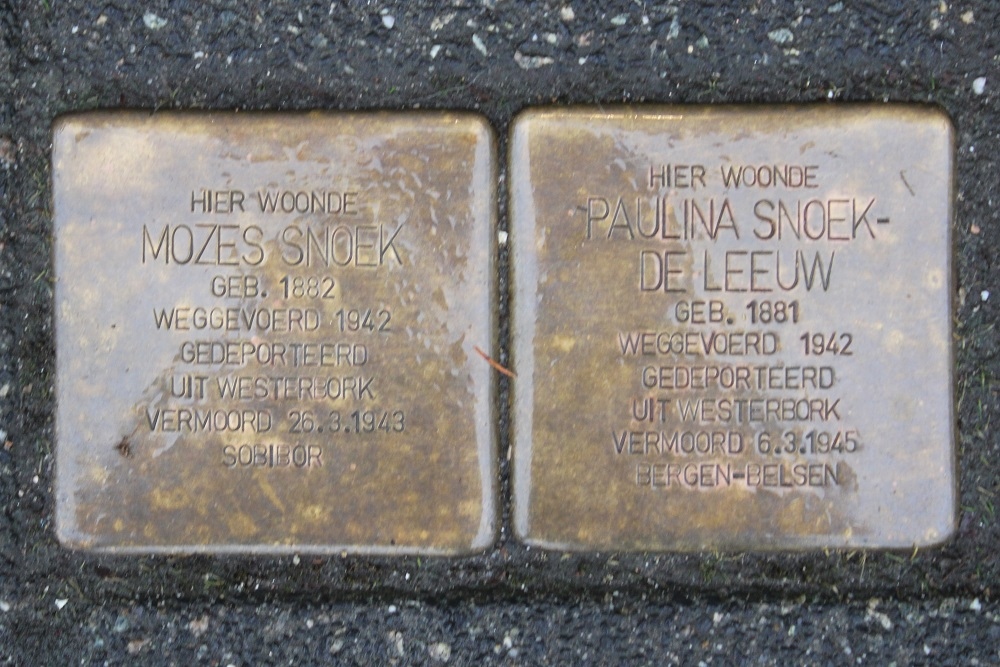 HIER WOONDE
MOZES SNOEK
GEB. 1882
WEGGEVOERD 1942
GEDEPORTEERD
UIT WESTERBORK
VERMOORD 26.3.1943
SOBIBOR
HIER WOONDE
PAULINA SNOEK-
DE LEEUW
GEB. 1881
WEGGEVOERD 1942
GEDEPORTEERD
UIT WESTERBORK
VERMOORD 6.3.1945
BERGEN-BELSEN